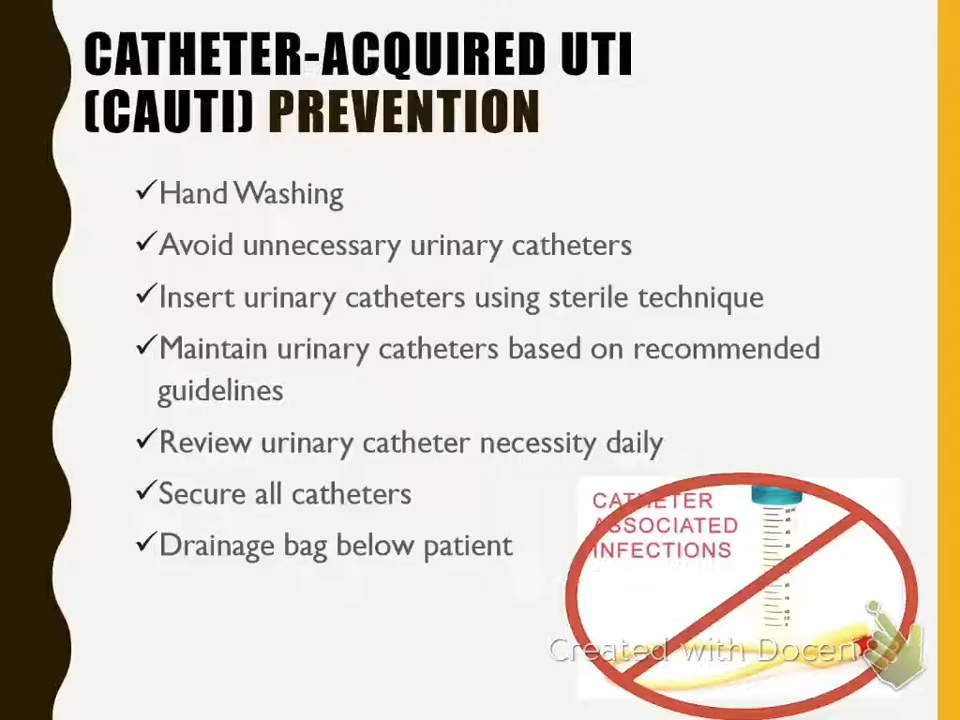 CATHETER-ACQUIRED UTI
(CAUTI) PREVENTION
✓Hand Washing
✓Avoid unnecessary urinary catheters
✓Insert urinary catheters using sterile technique
✓Maintain urinary catheters based on recommended
guidelines
✓Review urinary catheter necessity daily
✓Secure all catheters
✓Drainage bag below patient
CATHETER
ASSOCIATED
INFECTIONS
Created with Doceri